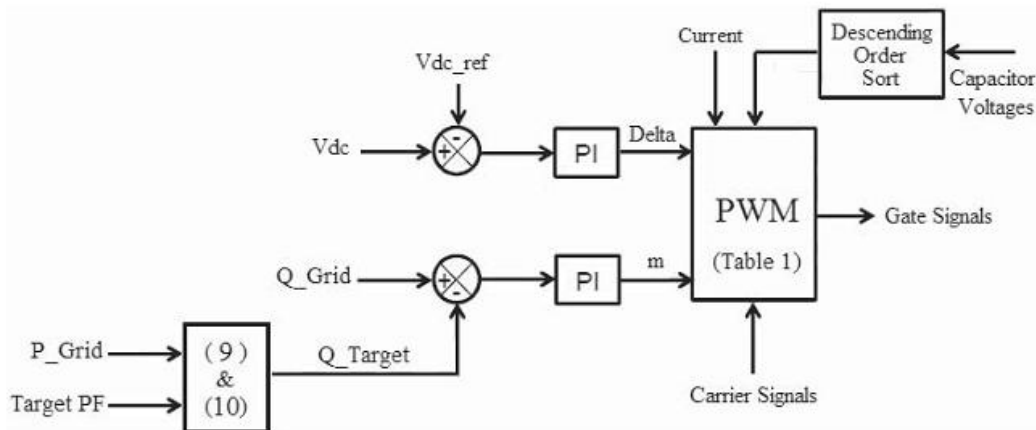 Descending
Order
Sort
Current
Capacitor
Voltages
Vdc_ref
-
Vdc
+
PI
Delta
PWM
(Table 1)
Gate Signals
Q_Grid
+
-
PI
m
P_Grid
Target PF
( 9 )
&
(10)
Q_Target
Carrier Signals